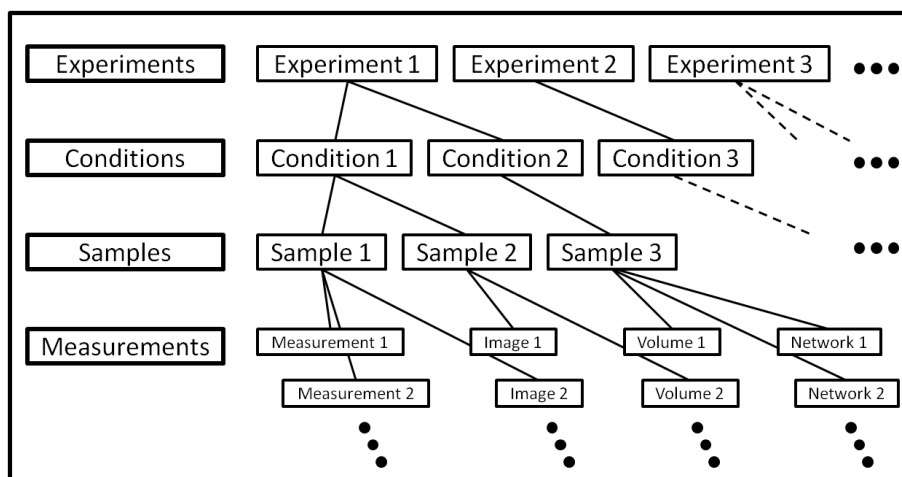 Experiments
Experiment 1
Experiment 2
Experiment 3
Conditions
Condition 1
Condition 2
Condition 3
Samples
Sample 1
Sample 2
Sample 3
Measurements
Measurement 1
Image 1
Volume 1
Network 1
Measurement 2
Image 2
Volume 2
Network 2